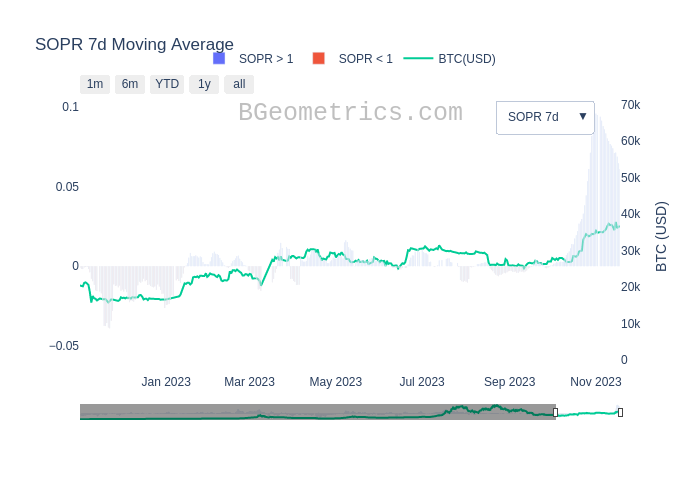 SOPR 7d Moving Average
SOPR > 1
SOPR < 1
BTC(USD)
1m
6m
YTD
1y
all
BGeometrics.com
SOPR 7d ▼
0.1
0.05
0
−0.05
70k
60k
50k
40k
30k
20k
10k
0
BTC (USD)
Jan 2023
Mar 2023
May 2023
Jul 2023
Sep 2023
Nov 2023